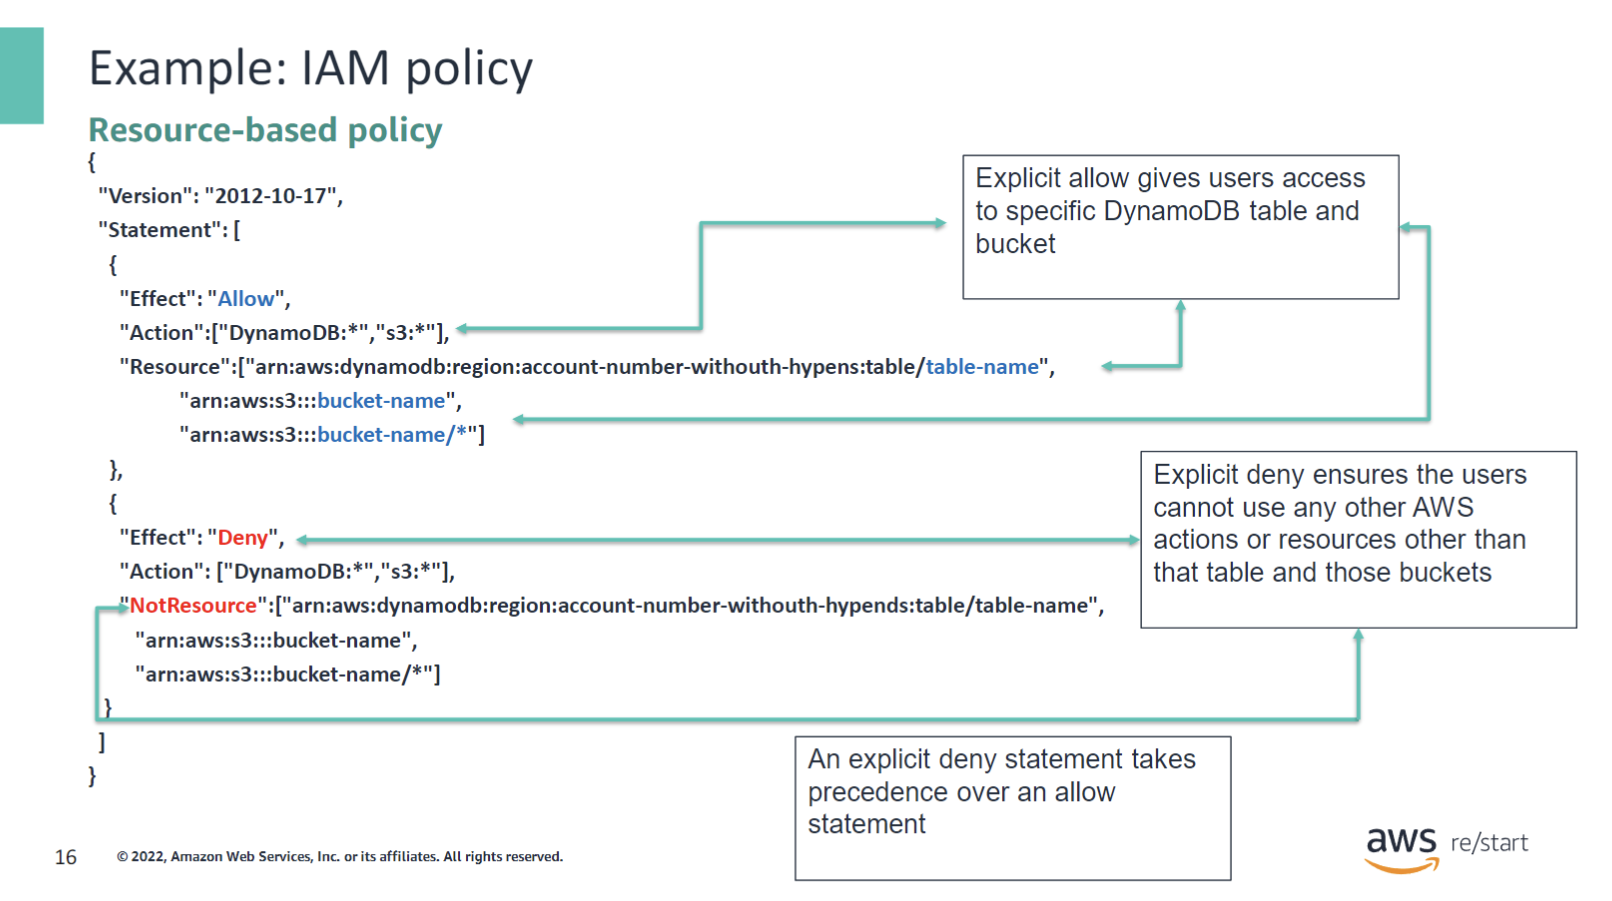 Example: IAM policy
Resource-based policy
{
"Version": "2012-10-17",
"Statement": [
{
"Effect": "Allow",
"Action":["DynamoDB:*","s3:*"],
"Resource":["arn:aws:dynamodb:region:account-number-withouth-hypens:table/table-name",
"arn:aws:s3:::bucket-name",
"arn:aws:s3:::bucket-name/*"]
},
{
"Effect": "Deny",
"Action": ["DynamoDB:*","s3:*"],
"NotResource":["arn:aws:dynamodb:region:account-number-withouth-hypends:table/table-name",
"arn:aws:s3:::bucket-name",
"arn:aws:s3:::bucket-name/*"]
}
]
}
Explicit allow gives users access
to specific DynamoDB table and
bucket
Explicit deny ensures the users
cannot use any other AWS
actions or resources other than
that table and those buckets
An explicit deny statement takes
precedence over an allow
statement
16
© 2022, Amazon Web Services, Inc. or its affiliates. All rights reserved.
aws re/start